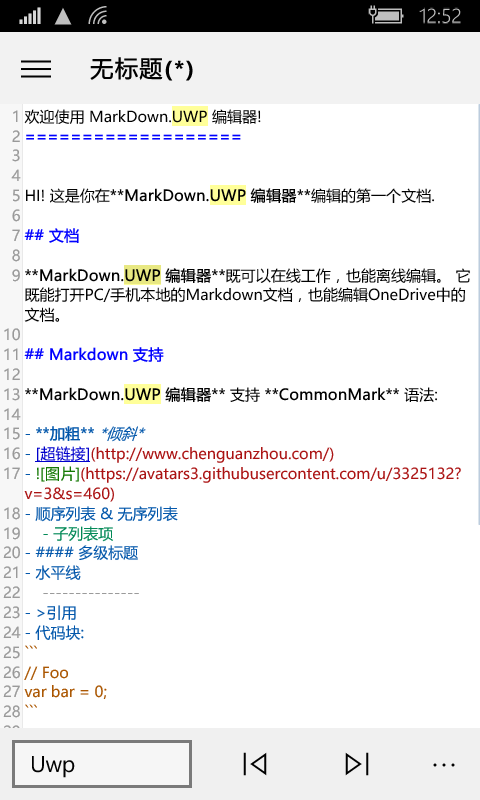 12:52
无标题(*)
1 欢迎使用 MarkDown.UWP 编辑器!
2 ===================
3
4
5 HI! 这是你在**MarkDown.UWP 编辑器**编辑的第一个文档.
6
7 ## 文档
8
9 **MarkDown.UWP 编辑器**既可以在线工作，也能离线编辑。 它
既能打开PC/手机本地的Markdown文档，也能编辑OneDrive中的
文档。
10
11 ## Markdown 支持
12
13 **MarkDown.UWP 编辑器** 支持 **CommonMark** 语法:
14
15 - **加粗** *倾斜*
16 - [超链接](http://www.chenguanzhou.com/)
17 - ![图片](https://avatars3.githubusercontent.com/u/3325132?
v=3&s=460)
18 - 顺序列表 & 无序列表
19 - 子列表项
20 - #### 多级标题
21 - 水平线
22 ---------------
23 - >引用
24 - 代码块:
25 ```
26 // Foo
27 var bar = 0;
28 ```
Uwp